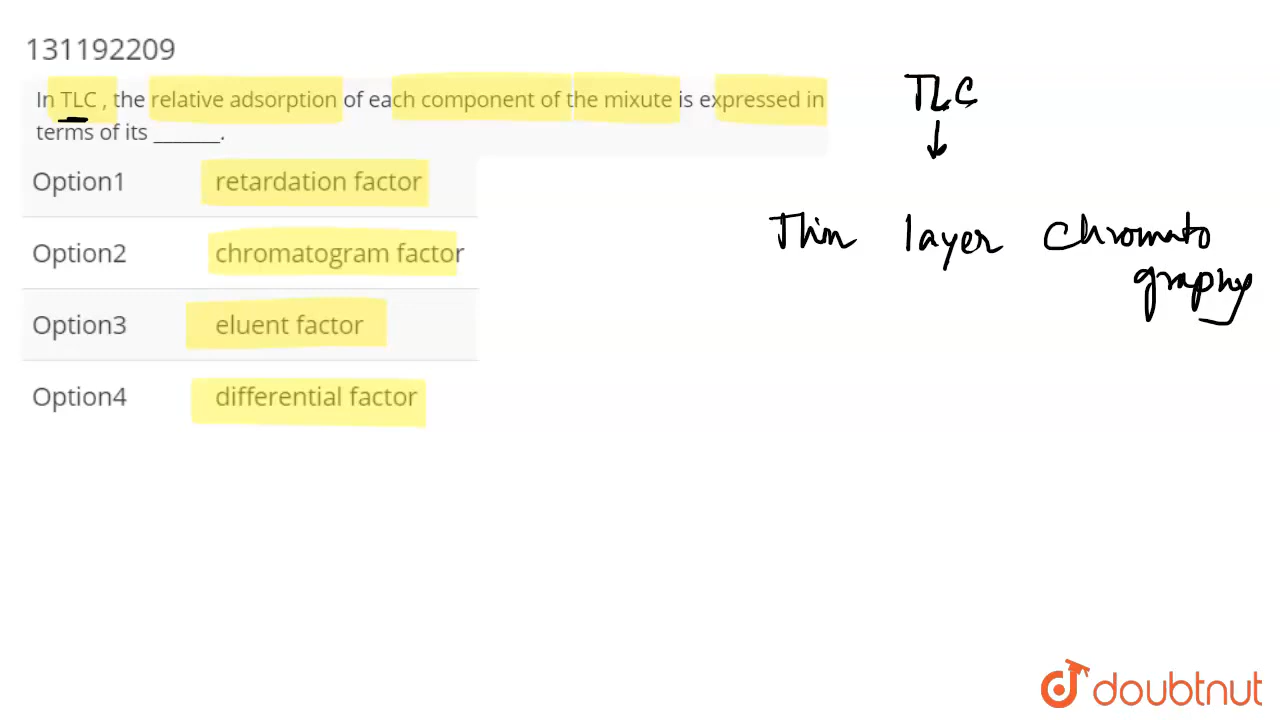 131192209
In TLC , the relative adsorption of each component of the mixute is expressed in
terms of its _______.
Option1 retardation factor
Option2 chromatogram factor
Option3 eluent factor
Option4 differential factor
TLC
Thin layer Chromato
graphy
doubtnut